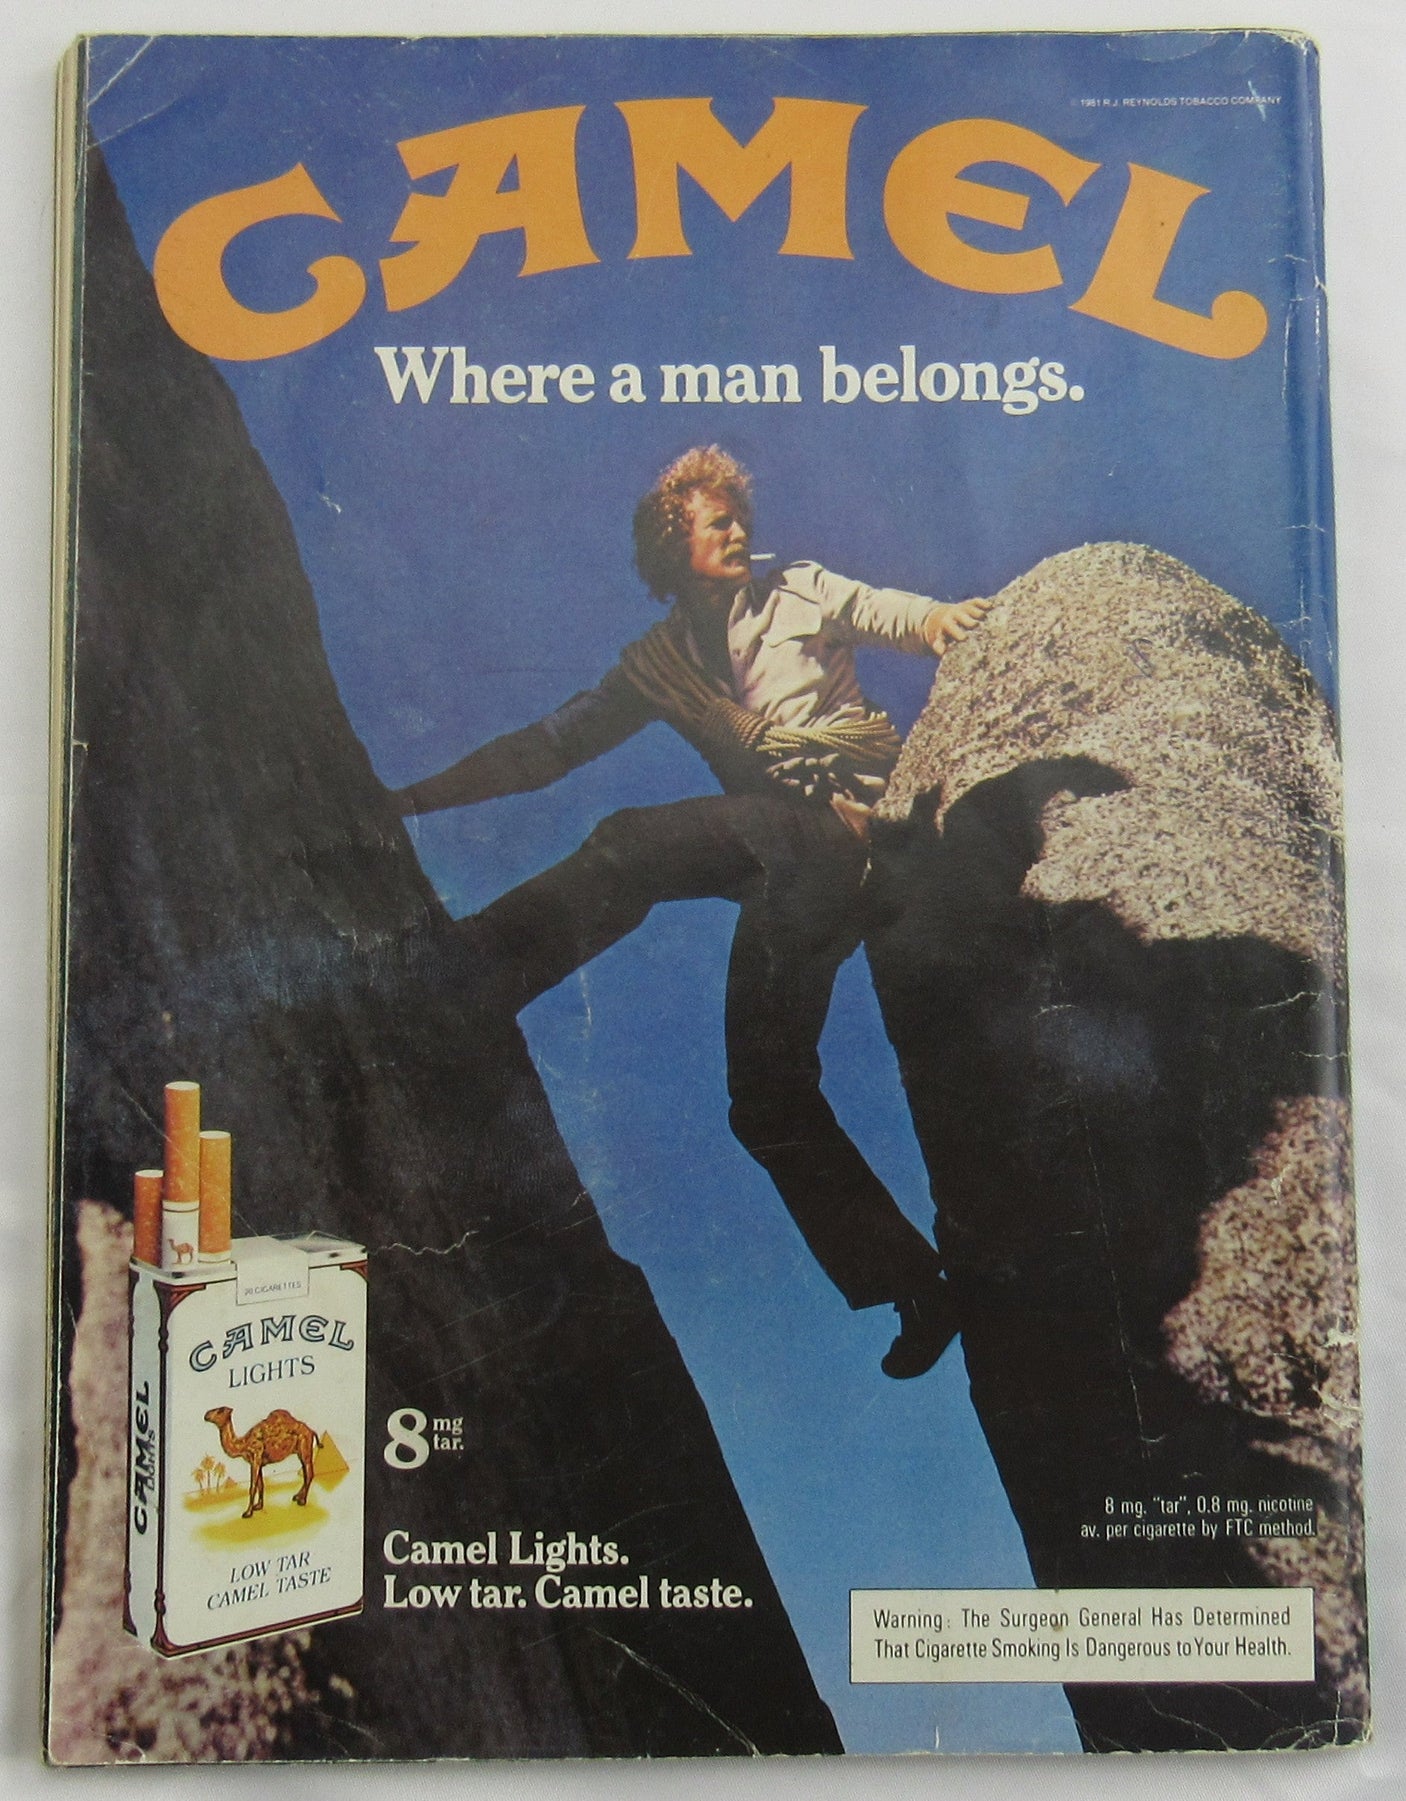 © 1981 R.J. REYNOLDS TOBACCO COMPANY
CAMEL
Where a man belongs.
20 CIGARETTES
CAMEL
LIGHTS
CAMEL
LIGHTS
LOW TAR
CAMEL TASTE
8 mg
tar.
Camel Lights.
Low tar. Camel taste.
8 mg. "tar", 0.8 mg. nicotine
av. per cigarette by FTC method.
Warning: The Surgeon General Has Determined
That Cigarette Smoking Is Dangerous to Your Health.